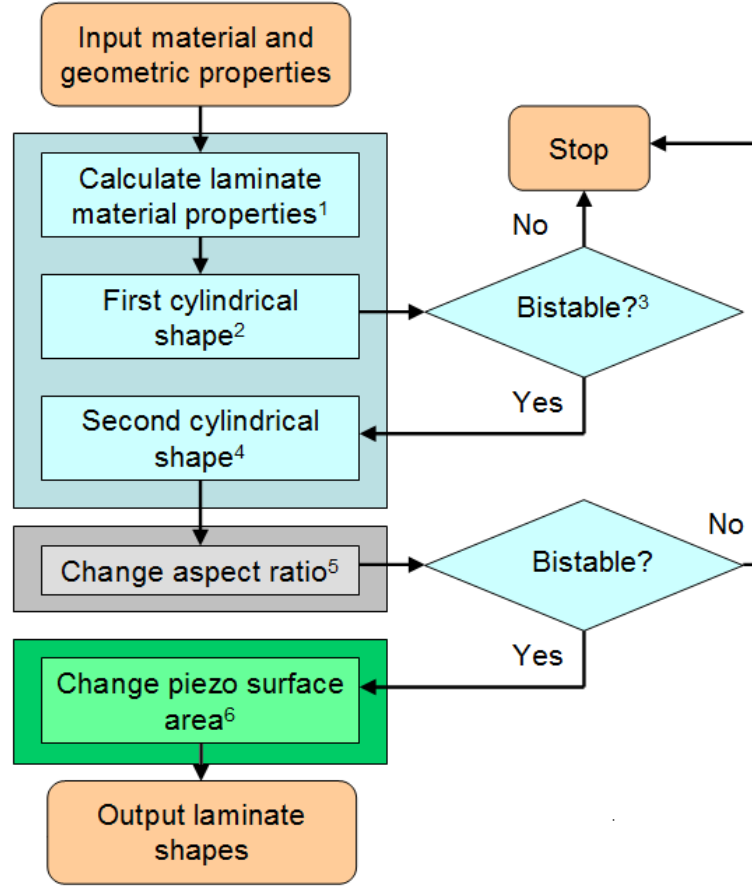 Input material and
geometric properties
Calculate laminate
material properties¹
First cylindrical
shape²
Bistable?³
No
Stop
Yes
Second cylindrical
shape⁴
Change aspect ratio⁵
Bistable?
No
Yes
Change piezo surface
area⁶
Output laminate
shapes